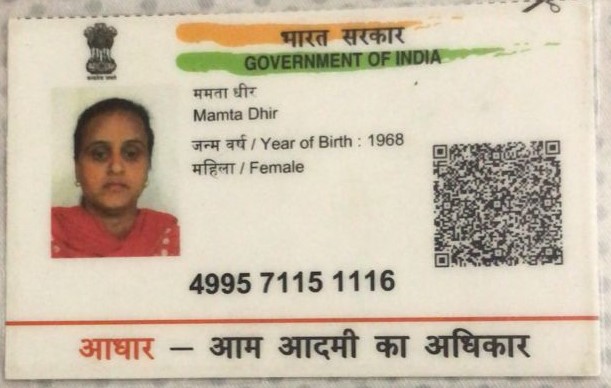 भारत सरकार
GOVERNMENT OF INDIA
ममता धीर
Mamta Dhir
जन्म वर्ष / Year of Birth : 1968
महिला / Female
4995 7115 1116
आधार – आम आदमी का अधिकार